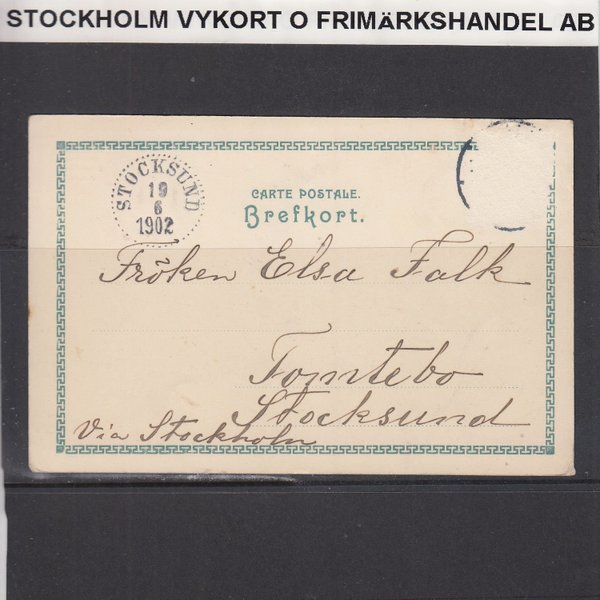 STOCKHOLM VYKORT O FRIMÄRKSHANDEL AB
STOCKSUND
19
6
1902
CARTE POSTALE.
Brefkort.
Fröken Elsa Falk
Tomtebo
Stocksund
Via Stockholm